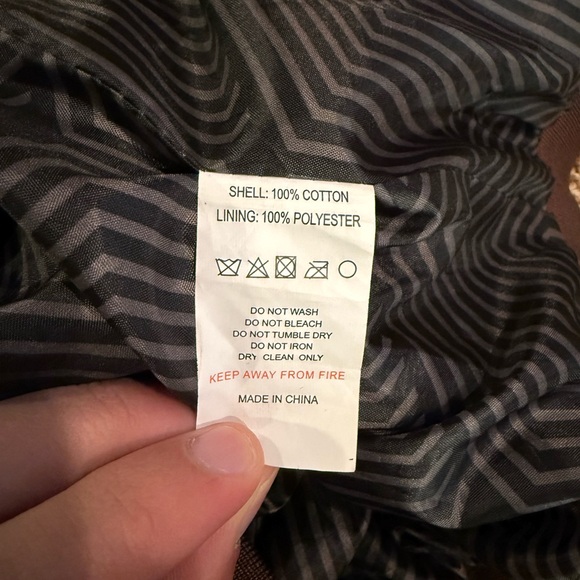 SHELL: 100% COTTON
LINING: 100% POLYESTER
DO NOT WASH
DO NOT BLEACH
DO NOT TUMBLE DRY
DO NOT IRON
DRY CLEAN ONLY
KEEP AWAY FROM FIRE
MADE IN CHINA